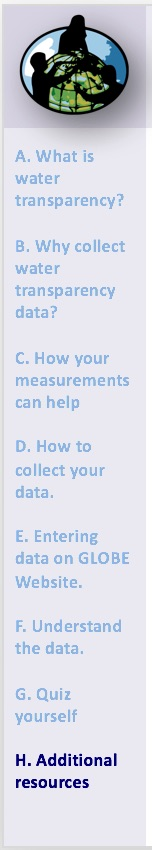 A. What is
water
transparency?
B. Why collect
water
transparency
data?
C. How your
measurements
can help
D. How to
collect your
data.
E. Entering
data on GLOBE
Website.
F. Understand
the data.
G. Quiz
yourself
H. Additional
resources